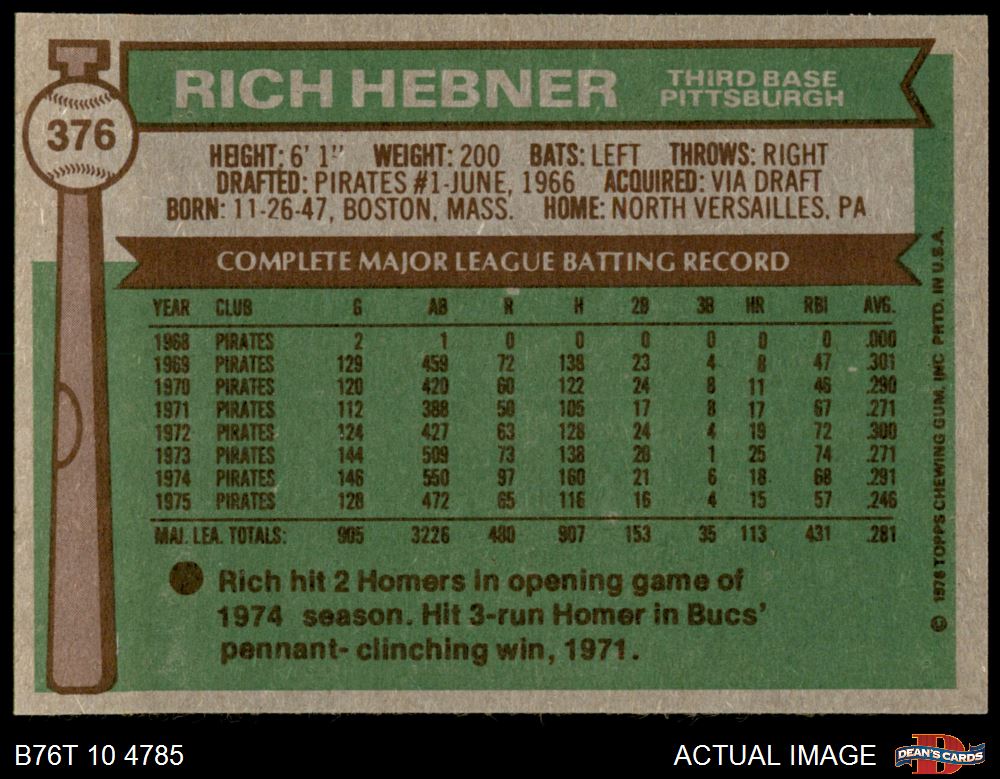 376
RICH HEBNER
THIRD BASE
PITTSBURGH
HEIGHT: 6' 1" WEIGHT: 200 BATS: LEFT THROWS: RIGHT
DRAFTED: PIRATES #1-JUNE, 1966 ACQUIRED: VIA DRAFT
BORN: 11-26-47, BOSTON, MASS. HOME: NORTH VERSAILLES, PA
COMPLETE MAJOR LEAGUE BATTING RECORD
YEAR CLUB G AB R H 2B 3B HR RBI AVG.
1968 PIRATES 2 1 0 0 0 0 0 0 .000
1969 PIRATES 129 459 72 138 23 4 8 47 .301
1970 PIRATES 120 420 60 122 24 8 11 46 .290
1971 PIRATES 112 388 50 105 17 8 17 67 .271
1972 PIRATES 124 427 63 128 24 4 19 72 .300
1973 PIRATES 144 509 73 138 28 1 25 74 .271
1974 PIRATES 146 550 97 160 21 6 18 68 .291
1975 PIRATES 128 472 65 116 16 4 15 57 .246
MAJ. LEA. TOTALS: 905 3226 480 907 153 35 113 431 .281
Rich hit 2 Homers in opening game of
1974 season. Hit 3-run Homer in Bucs'
pennant- clinching win, 1971.
© 1976 TOPPS CHEWING GUM, INC PRTD. IN U.S.A.
B76T 10 4785
ACTUAL IMAGE
D
DEAN'S CARDS